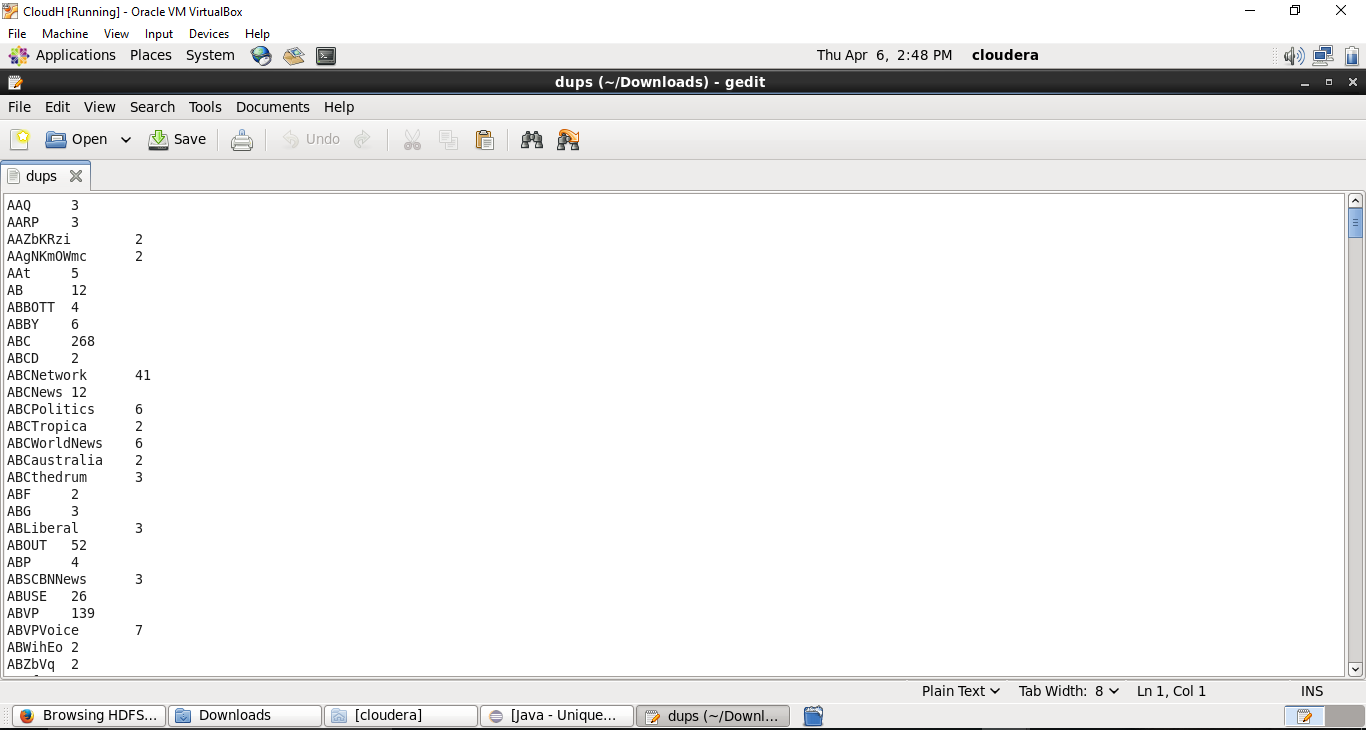 CloudH [Running] - Oracle VM VirtualBox
File Machine View Input Devices Help
Applications Places System Thu Apr 6, 2:48 PM cloudera
dups (~/Downloads) - gedit
File Edit View Search Tools Documents Help
Open Save Undo
dups
AAQ 3
AARP 3
AAZbKRzi 2
AAgNKmOWmc 2
AAt 5
AB 12
ABBOTT 4
ABBY 6
ABC 268
ABCD 2
ABCNetwork 41
ABCNews 12
ABCPolitics 6
ABCTropica 2
ABCWorldNews 6
ABCaustralia 2
ABCthedrum 3
ABF 2
ABG 3
ABLiberal 3
ABOUT 52
ABP 4
ABSCBNNews 3
ABUSE 26
ABVP 139
ABVPVoice 7
ABWihEo 2
ABZbVq 2
Plain Text Tab Width: 8 Ln 1, Col 1 INS
Browsing HDFS... Downloads [cloudera] [Java - Unique... dups (~/Downl...